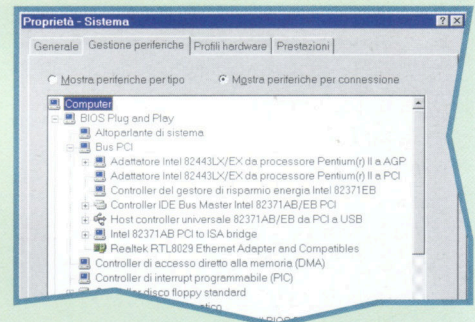 Proprietà - Sistema
Generale Gestione periferiche Profili hardware Prestazioni
Mostra periferiche per tipo Mostra periferiche per connessione
Computer
BIOS Plug and Play
Altoparlante di sistema
Bus PCI
Adattatore Intel 82443LX/EX da processore Pentium(r) II a AGP
Adattatore Intel 82443LX/EX da processore Pentium(r) II a PCI
Controller del gestore di risparmio energia Intel 82371EB
Controller IDE Bus Master Intel 82371AB/EB PCI
Host controller universale 82371AB/EB da PCI a USB
Intel 82371AB PCI to ISA bridge
Realtek RTL8029 Ethernet Adapter and Compatibles
Controller di accesso diretto alla memoria (DMA)
Controller di interrupt programmabile (PIC)
disco floppy standard